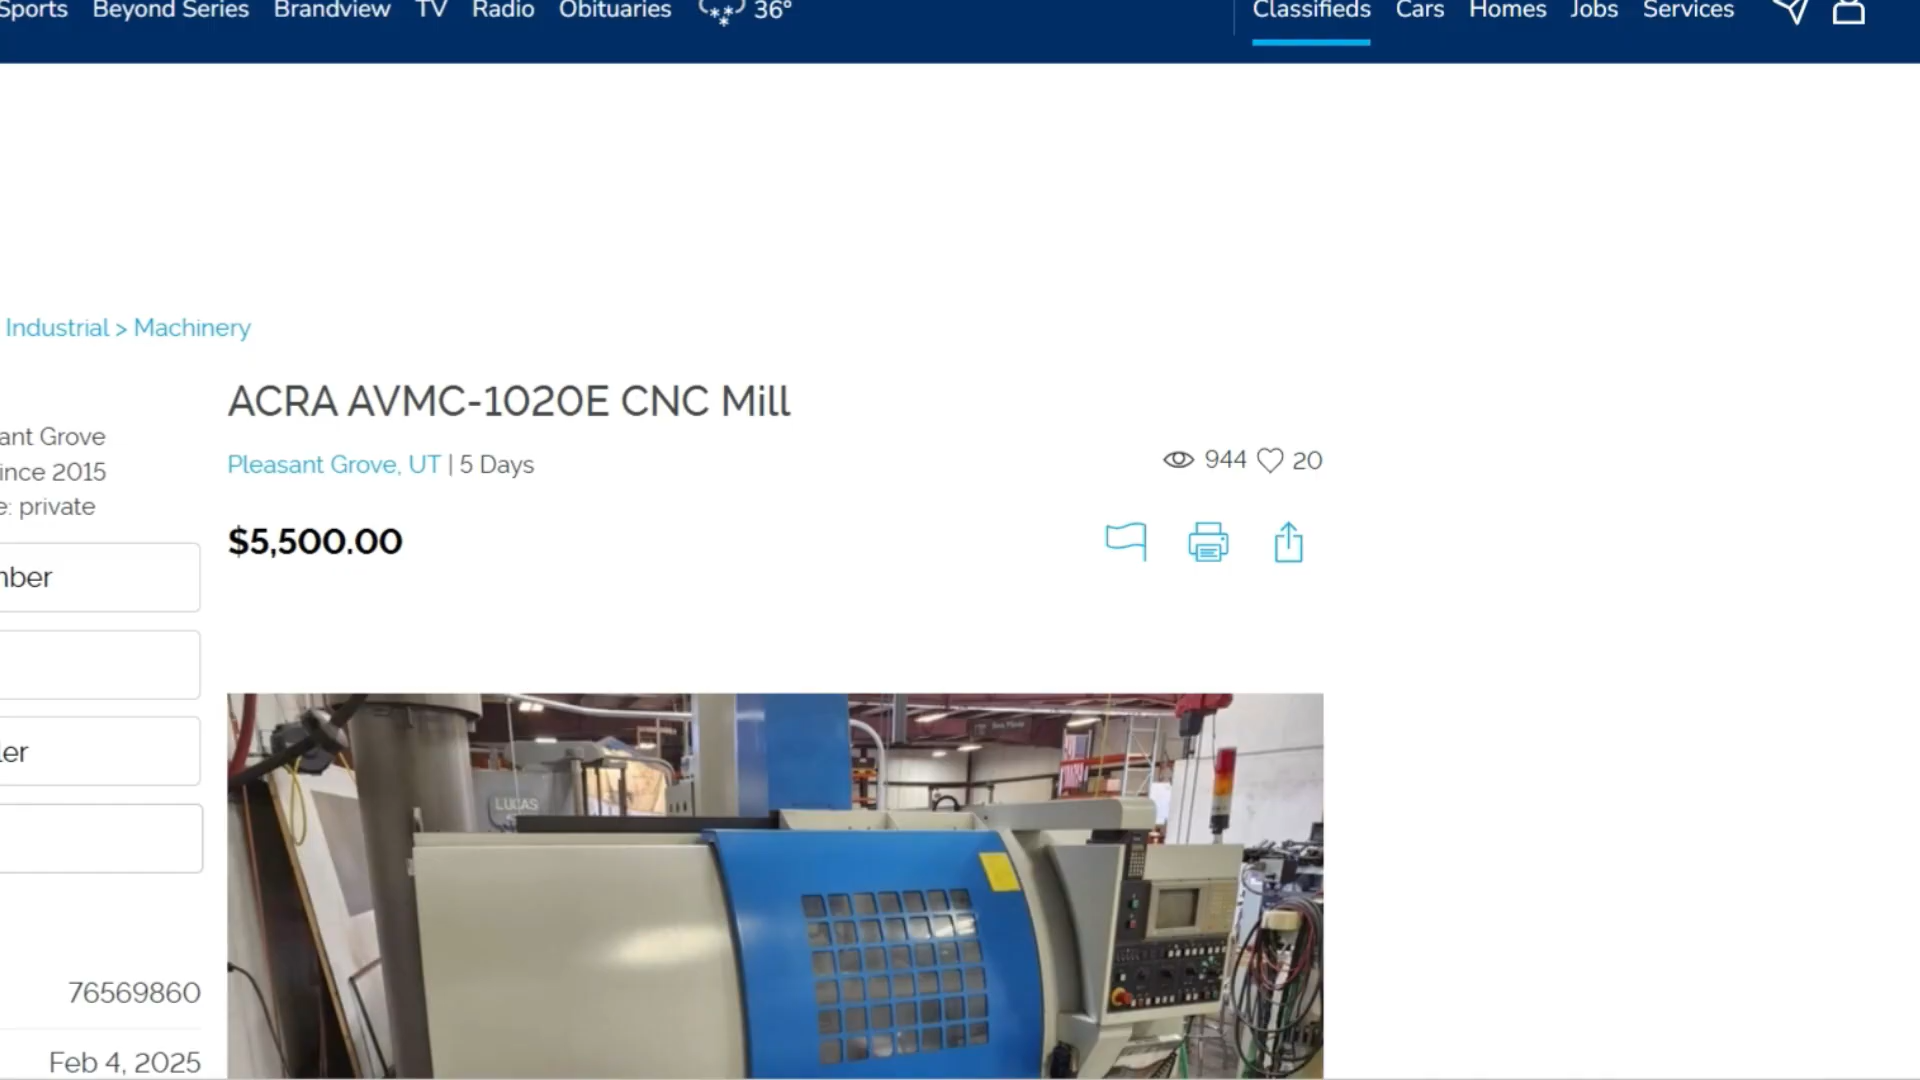 Sports Beyond Series Brandview TV Radio Obituaries 36° Classifieds Cars Homes Jobs Services
Industrial > Machinery
ACRA AVMC-1020E CNC Mill
ant Grove
Pleasant Grove, UT | 5 Days
944 20
ince 2015
e: private
$5,500.00
nber
ler
LUCAS
76569860
Feb 4, 2025